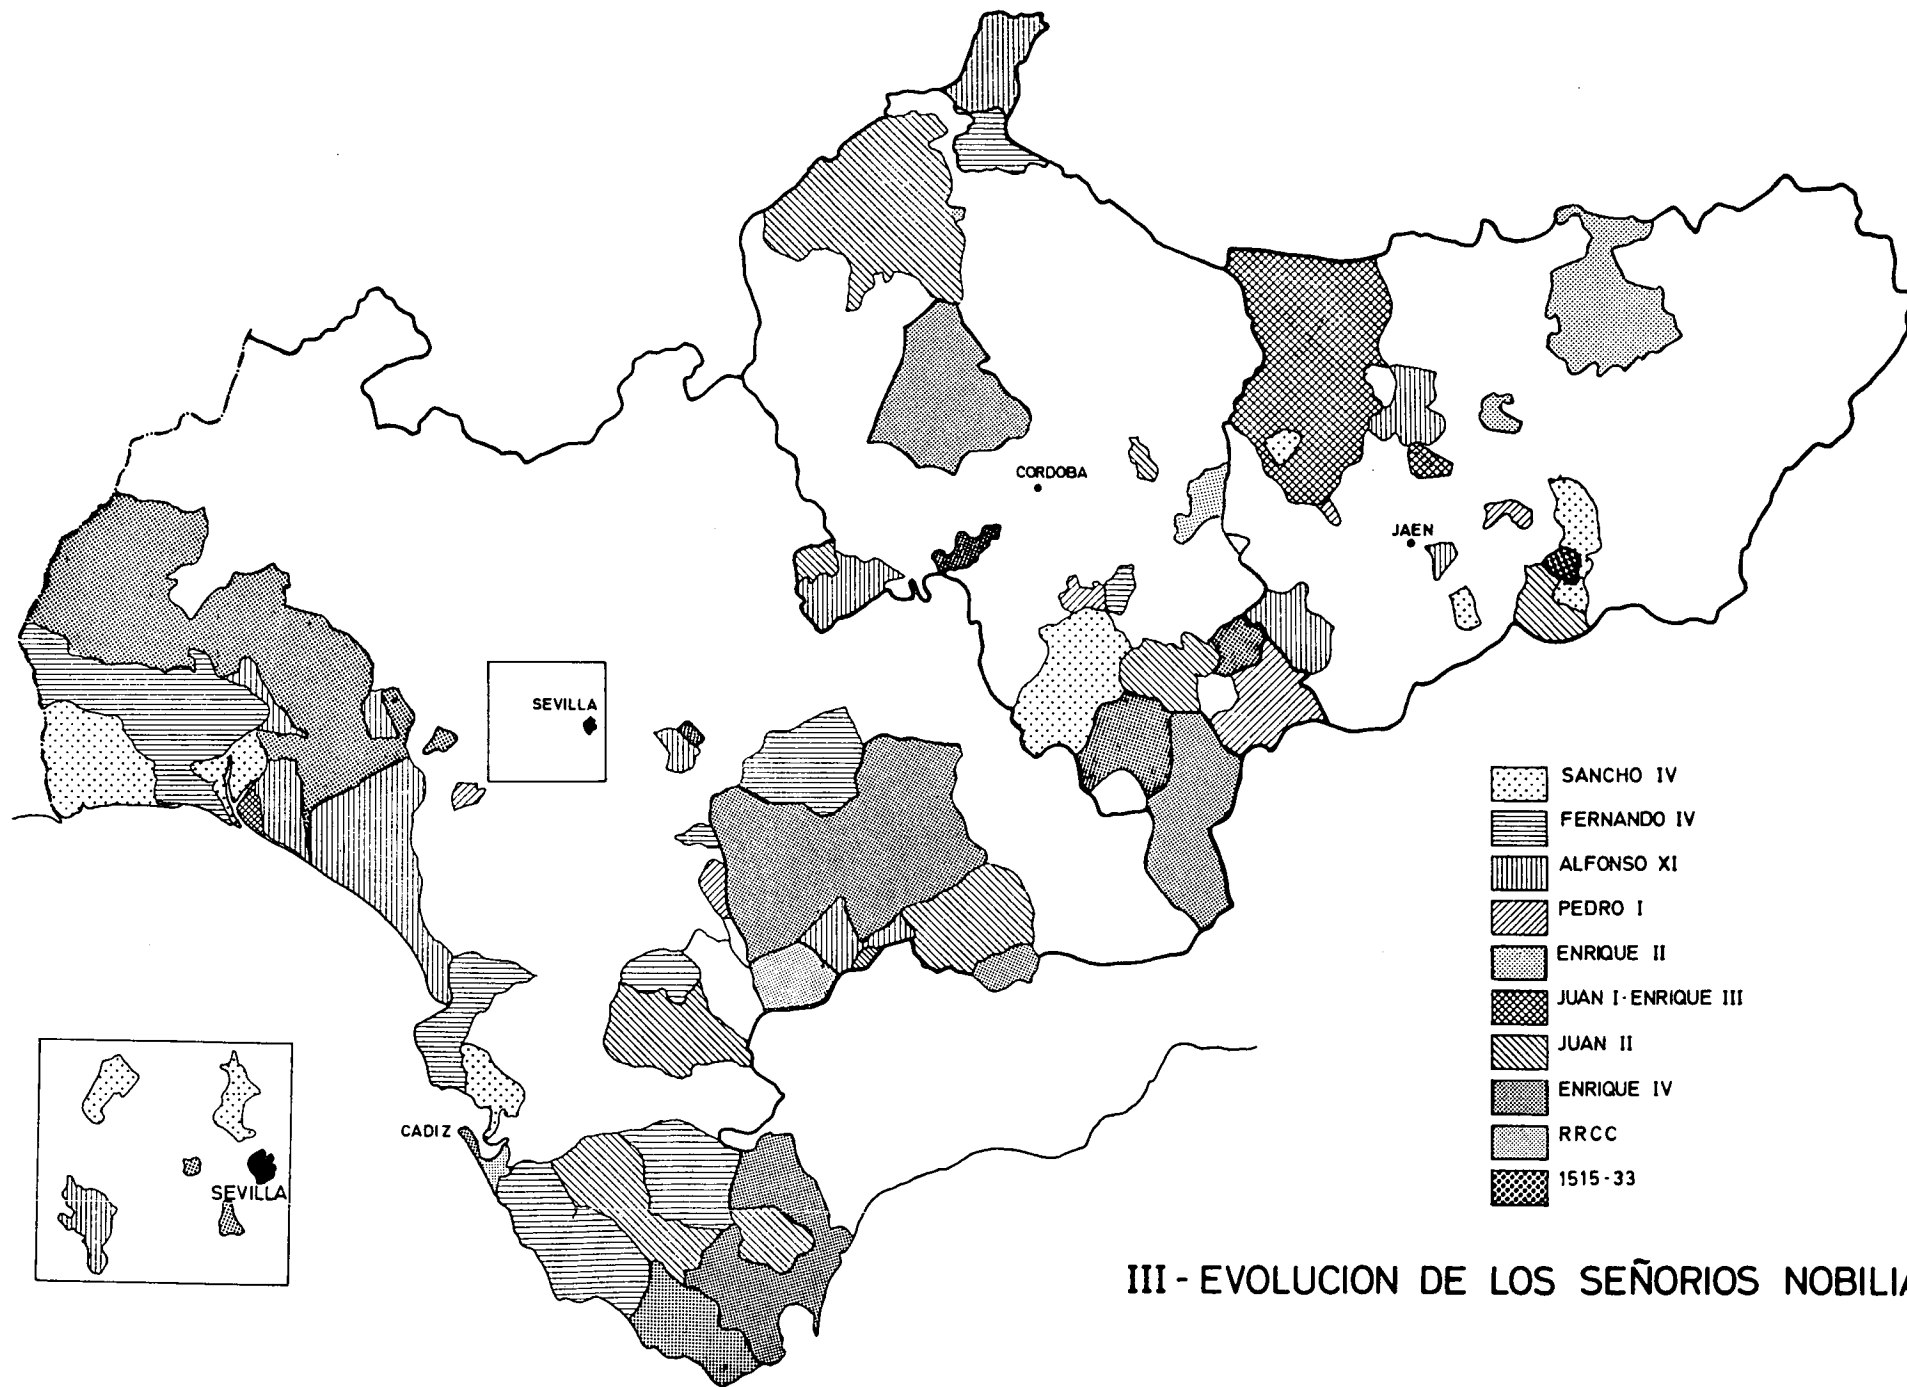 CORDOBA
JAEN
SEVILLA
CADIZ
SEVILLA
SANCHO IV
FERNANDO IV
ALFONSO XI
PEDRO I
ENRIQUE II
JUAN I-ENRIQUE III
JUAN II
ENRIQUE IV
RRCC
1515-33
III - EVOLUCION DE LOS SEÑORIOS NOBILIA